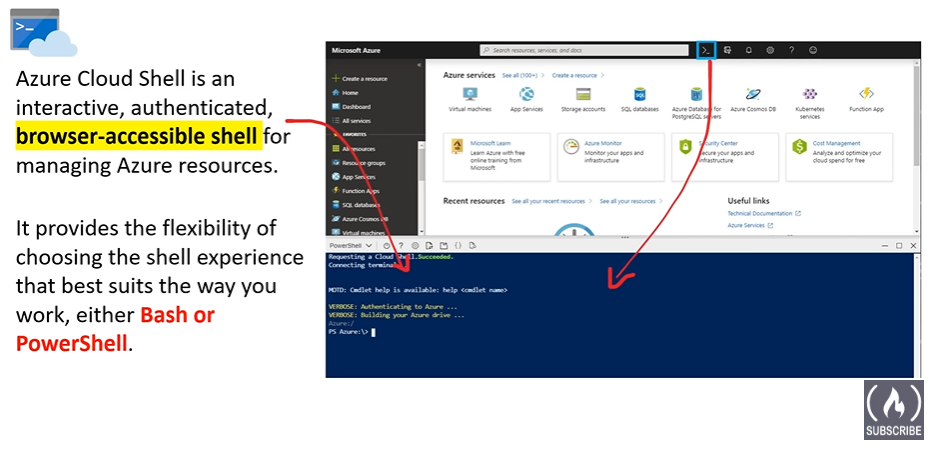 Azure Cloud Shell is an
interactive, authenticated,
browser-accessible shell for
managing Azure resources.
It provides the flexibility of
choosing the shell experience
that best suits the way you
work, either Bash or
PowerShell.
Microsoft Azure
Search resources, services, and docs
Create a resource
Home
Dashboard
All services
FAVORITES
All resources
Resource groups
App Services
Function Apps
SQL databases
Azure Cosmos DB
Virtual machines
Azure services
See all (100+)
Create a resource
Virtual machines
App Services
Storage accounts
SQL databases
Azure Database for
PostgreSQL servers
Azure Cosmos DB
Kubernetes
services
Function App
Microsoft Learn
Learn Azure with free
online training from
Microsoft
Azure Monitor
Monitor your apps and
infrastructure
Security Center
Secure your apps and
infrastructure
Cost Management
Analyze and optimize your
cloud spend for free
Recent resources
See all your recent resources
See all your resources
Useful links
Technical Documentation
Azure Services
PowerShell
Requesting a Cloud Shell.Succeeded.
Connecting terminal
MOTD: Cmdlet help is available: help <cmdlet name>
VERBOSE: Authenticating to Azure ...
VERBOSE: Building your Azure drive ...
Azure:/
PS Azure:\>
SUBSCRIBE